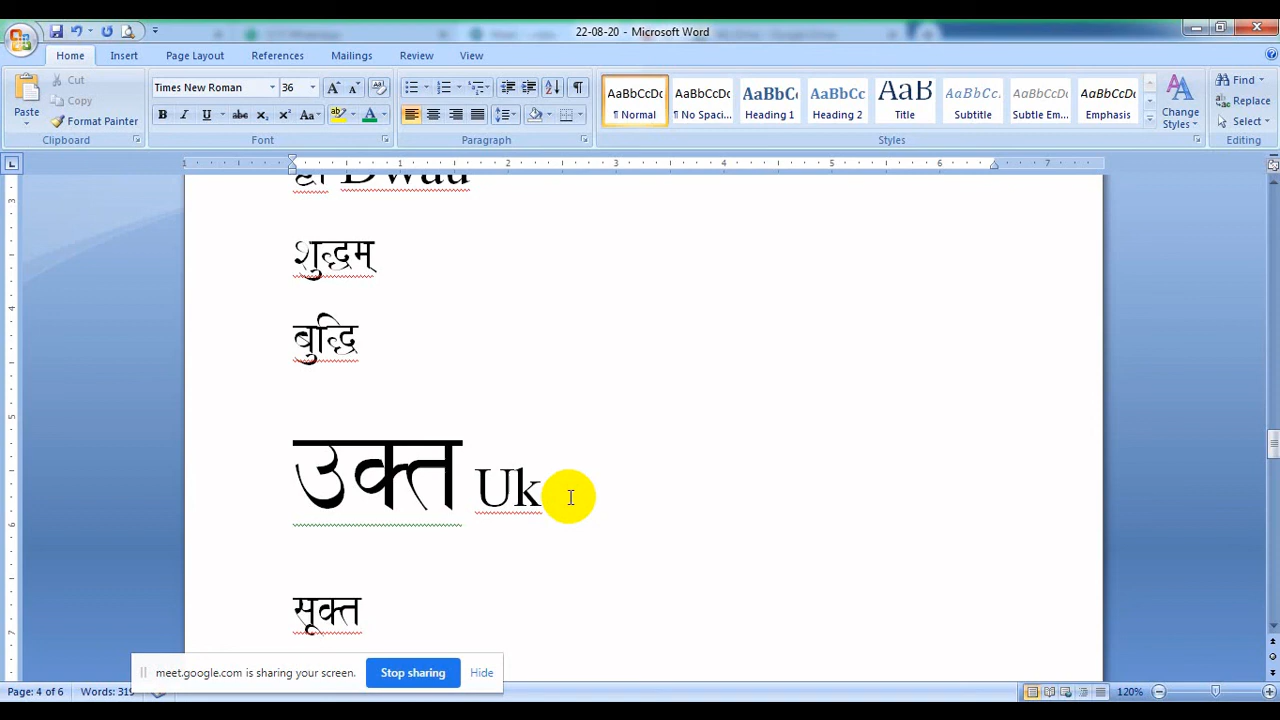 22-08-20 - Microsoft Word
Home Insert Page Layout References Mailings Review View
Paste
Cut
Copy
Format Painter
Clipboard
Times New Roman 36
Font
Paragraph
AaBbCcDc AaBbCcDc AaBbC AaBbCc AaB AaBbCc. AaBbCcDc AaBbCcDc
¶ Normal ¶ No Spaci... Heading 1 Heading 2 Title Subtitle Subtle Em... Emphasis
Change Styles
Styles
Find
Replace
Select
Editing
द्वौ Dwau
शुद्धम्
बुद्धि
उक्त Uk
सूक्त
meet.google.com is sharing your screen. Stop sharing Hide
Page: 4 of 6 Words: 319 120%